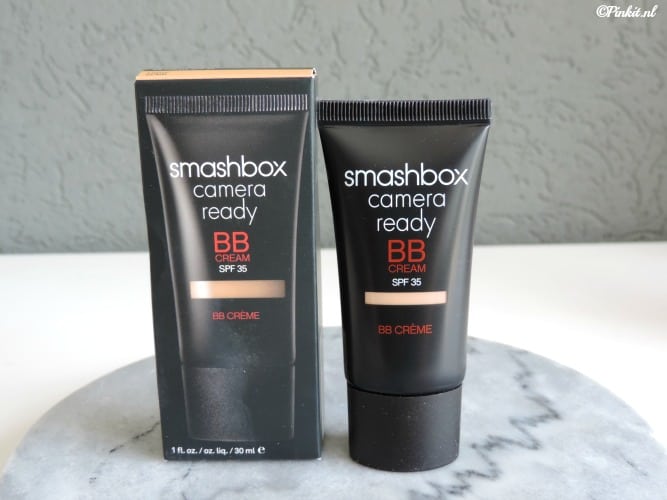 ©Pinkit.nl
smashbox
camera
ready
BB
CREAM
SPF 35
BB CRÈME
1 fl. oz. / oz. liq. / 30 ml ℮
smashbox
camera
ready
BB
CREAM
SPF 35
BB CRÈME